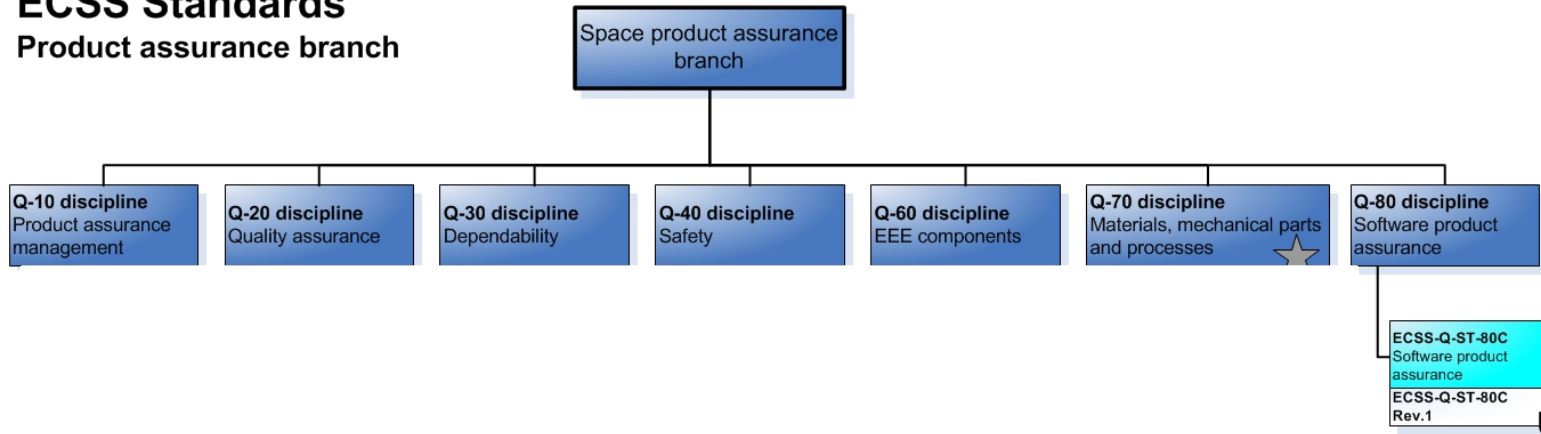 ECSS Standards
Product assurance branch
Space product assurance
branch
Q-10 discipline
Product assurance
management
Q-20 discipline
Quality assurance
Q-30 discipline
Dependability
Q-40 discipline
Safety
Q-60 discipline
EEE components
Q-70 discipline
Materials, mechanical parts
and processes
Q-80 discipline
Software product
assurance
ECSS-Q-ST-80C
Software product
assurance
ECSS-Q-ST-80C
Rev.1